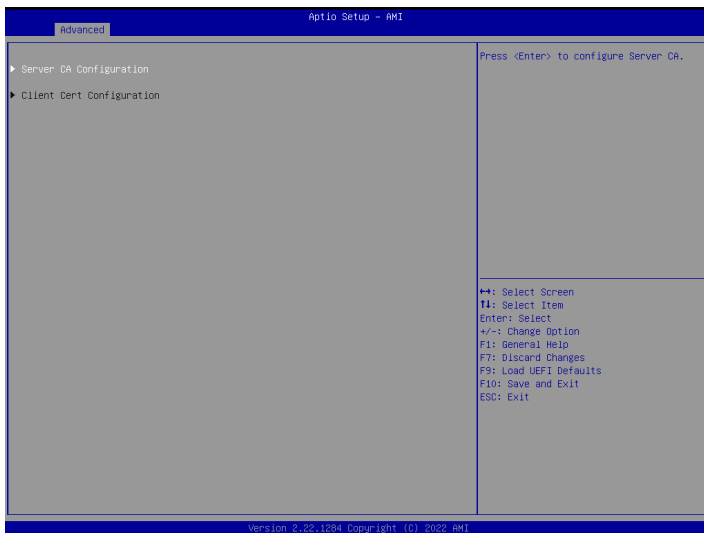 Aptio Setup – AMI
Advanced
▶ Server CA Configuration
▶ Client Cert Configuration
Press <Enter> to configure Server CA.
↔: Select Screen
↑↓: Select Item
Enter: Select
+/-: Change Option
F1: General Help
F7: Discard Changes
F9: Load UEFI Defaults
F10: Save and Exit
ESC: Exit
Version 2.22.1284 Copyright (C) 2022 AMI